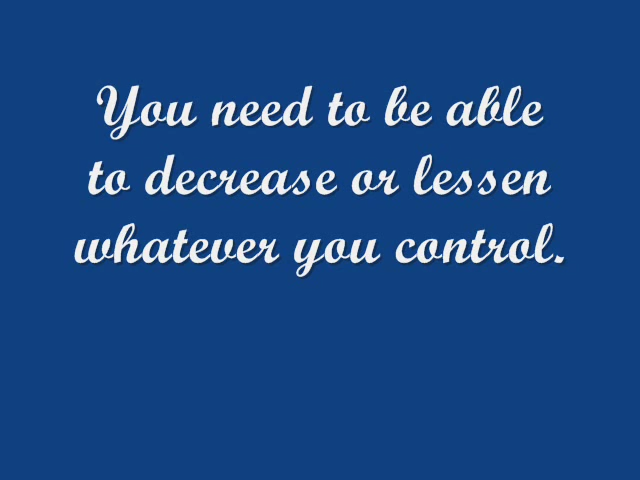 You need to be able
to decrease or lessen
whatever you control.